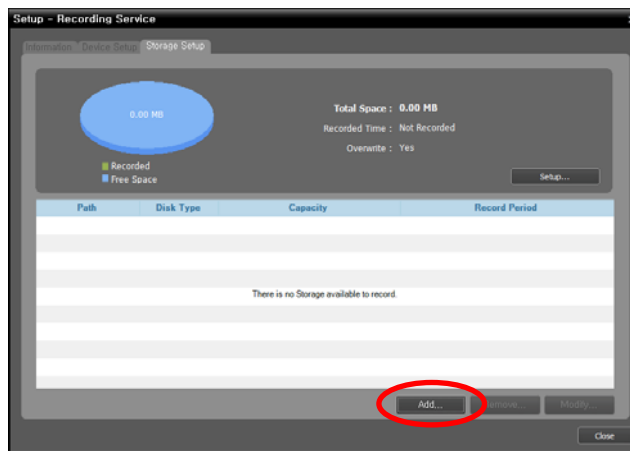 Setup - Recording Service
Information Device Setup Storage Setup
0.00 MB
Total Space : 0.00 MB
Recorded Time : Not Recorded
Overwrite : Yes
Recorded
Free Space
Setup...
Path Disk Type Capacity Record Period
There is no Storage available to record.
Add... Remove... Modify...
Close